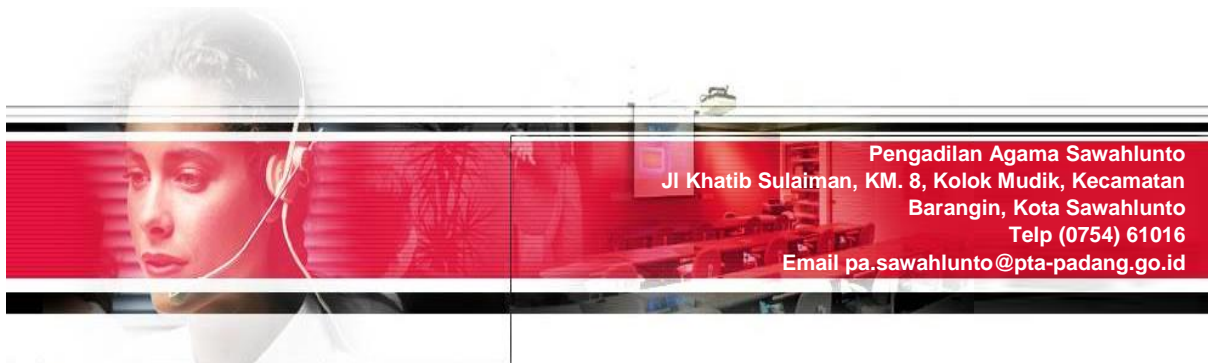 Pengadilan Agama Sawahlunto
Jl Khatib Sulaiman, KM. 8, Kolok Mudik, Kecamatan
Barangin, Kota Sawahlunto
Telp (0754) 61016
Email pa.sawahlunto@pta-padang.go.id